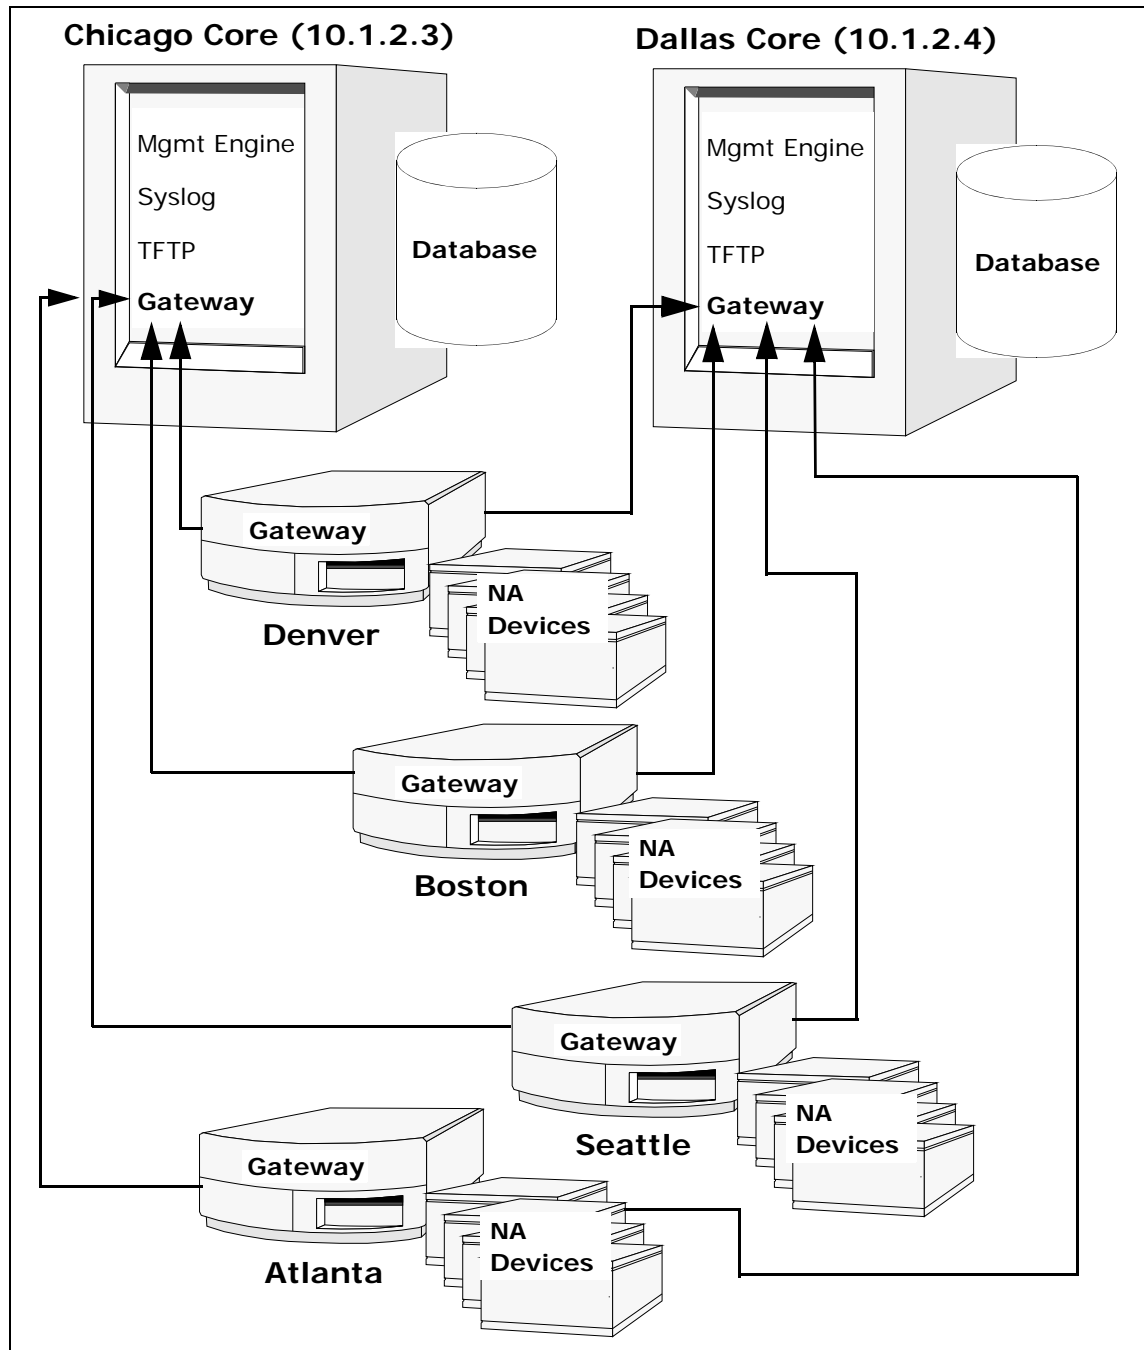 Chicago Core (10.1.2.3)
Dallas Core (10.1.2.4)
Mgmt Engine
Syslog
TFTP
Gateway
Database
Mgmt Engine
Syslog
TFTP
Gateway
Database
Gateway
Denver
NA
Devices
Gateway
Boston
NA
Devices
Gateway
Seattle
NA
Devices
Gateway
Atlanta
NA
Devices